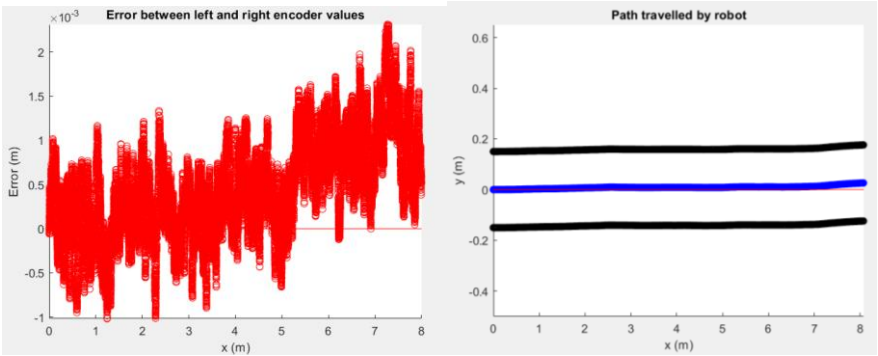 Error between left and right encoder values
×10⁻³
2
1.5
1
0.5
0
-0.5
-1
Error (m)
0 1 2 3 4 5 6 7 8
x (m)
Path travelled by robot
0.6
0.4
0.2
0
-0.2
-0.4
y (m)
0 1 2 3 4 5 6 7 8
x (m)